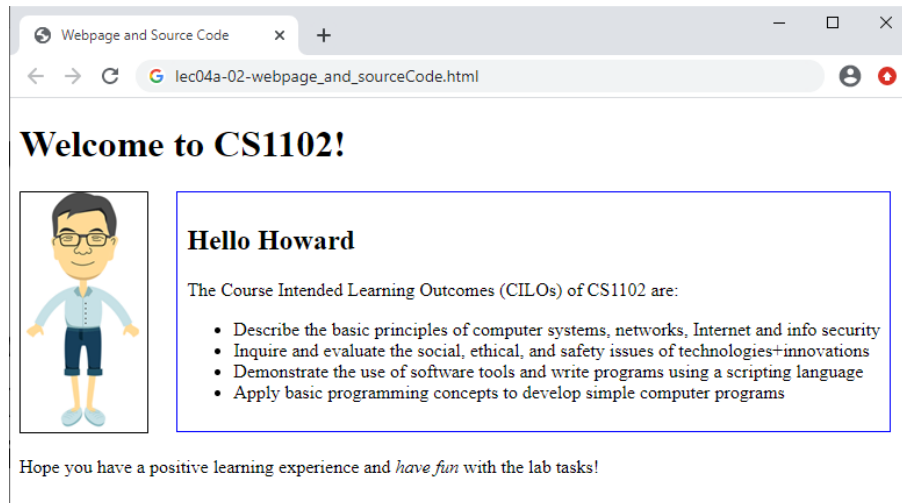 Webpage and Source Code
lec04a-02-webpage_and_sourceCode.html
Welcome to CS1102!
Hello Howard
The Course Intended Learning Outcomes (CILOs) of CS1102 are:
• Describe the basic principles of computer systems, networks, Internet and info security
• Inquire and evaluate the social, ethical, and safety issues of technologies+innovations
• Demonstrate the use of software tools and write programs using a scripting language
• Apply basic programming concepts to develop simple computer programs
Hope you have a positive learning experience and have fun with the lab tasks!